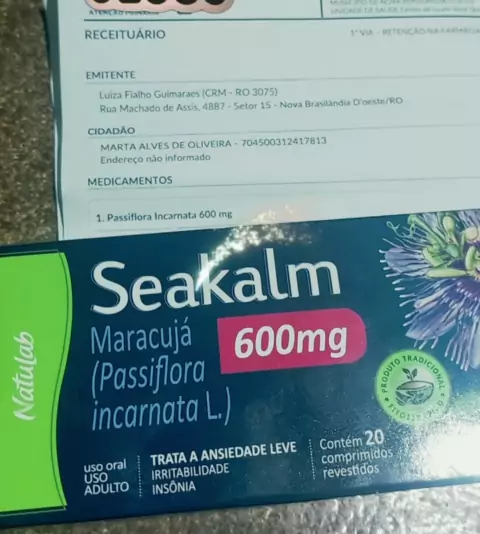 RECEITUÁRIO
1ª VIA - RETENÇÃO NA FARMÁCIA
EMITENTE
Luiza Fialho Guimaraes (CRM - RO 3075)
Rua Machado de Assis, 4887 - Setor 15 - Nova Brasilândia D'oeste/RO
CIDADÃO
MARTA ALVES DE OLIVEIRA - 704500312417813
Endereço não informado
MEDICAMENTOS
1. Passiflora Incarnata 600 mg
Natulab
Seakalm
Maracujá
(Passiflora
incarnata L.)
600mg
PRODUTO TRADICIONAL
uso oral
USO
ADULTO
TRATA A ANSIEDADE LEVE
IRRITABILIDADE
INSÔNIA
Contém 20
comprimidos
revestidos